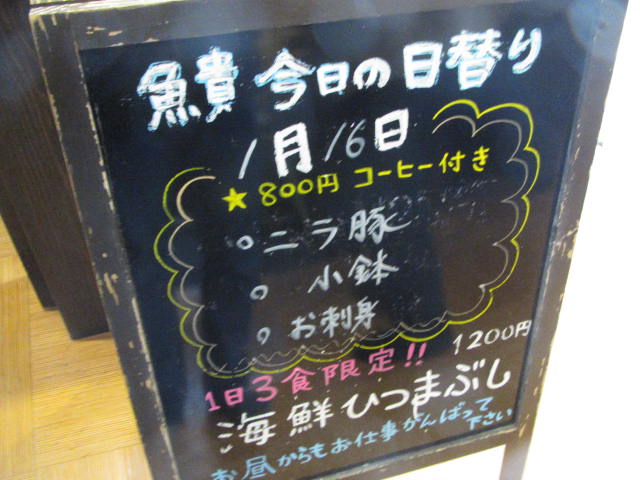 魚貴 今日の日替り
1月16日
★800円 コーヒー付き
○ニラ豚
○小鉢
○お刺身
1日3食限定!! 1200円
海鮮ひつまぶし
お昼からもお仕事がんばって
下さい